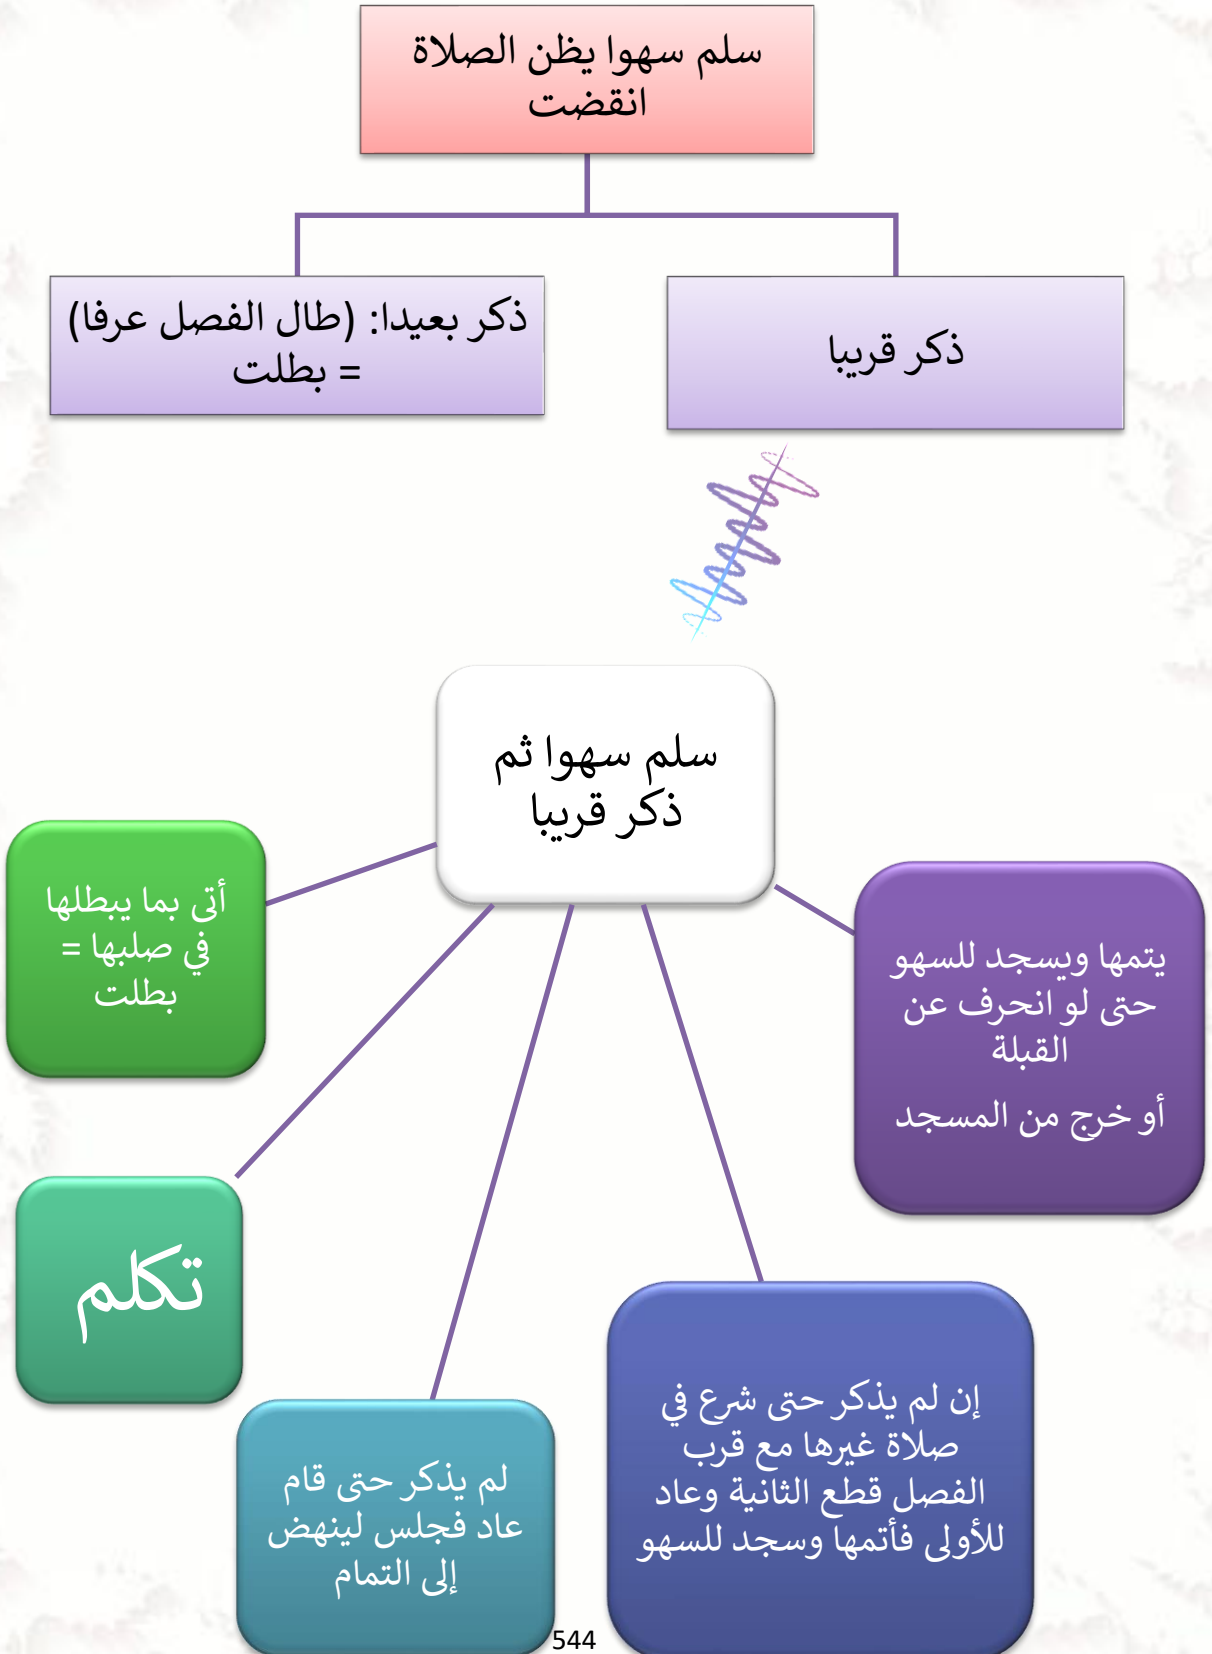 سلم سهوا يظن الصلاة
انقضت
ذكر قريبا
ذكر بعيدا: (طال الفصل عرفا)
= بطلت
سلم سهوا ثم
ذكر قريبا
يتمها ويسجد للسهو
حتى لو انحرف عن
القبلة
أو خرج من المسجد
إن لم يذكر حتى شرع في
صلاة غيرها مع قرب
الفصل قطع الثانية وعاد
للأولى فأتمها وسجد للسهو
لم يذكر حتى قام
عاد فجلس لينهض
إلى التمام
تكلم
أتى بما يبطلها
في صلبها =
بطلت
544